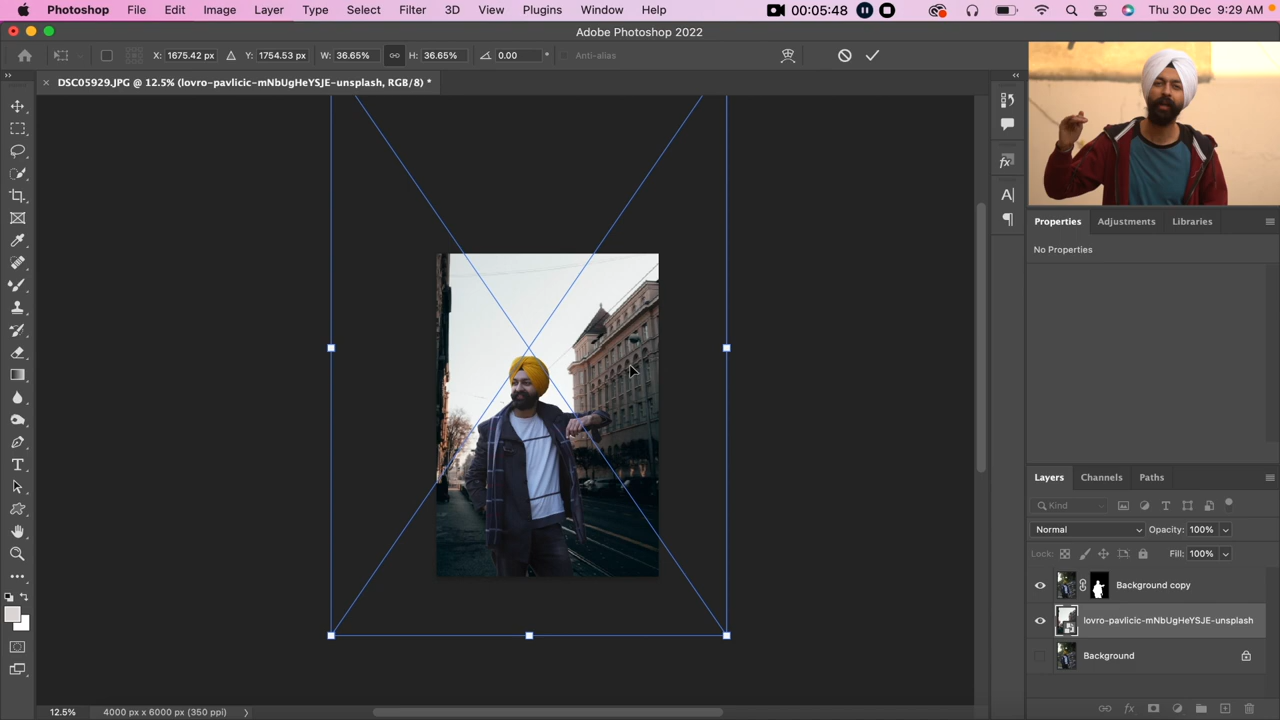 Photoshop File Edit Image Layer Type Select Filter 3D View Plugins Window Help 00:05:48 Thu 30 Dec 9:29 AM
Adobe Photoshop 2022
X: 1675.42 px Y: 1754.53 px W: 36.65% H: 36.65% 0.00 ° Anti-alias
DSC05929.JPG @ 12.5% (lovro-pavlicic-mNbUgHeYSJE-unsplash, RGB/8) *
Properties Adjustments Libraries
No Properties
Layers Channels Paths
Kind
Normal Opacity: 100%
Lock: Fill: 100%
Background copy
lovro-pavlicic-mNbUgHeYSJE-unsplash
Background
12.5% 4000 px x 6000 px (350 ppi)